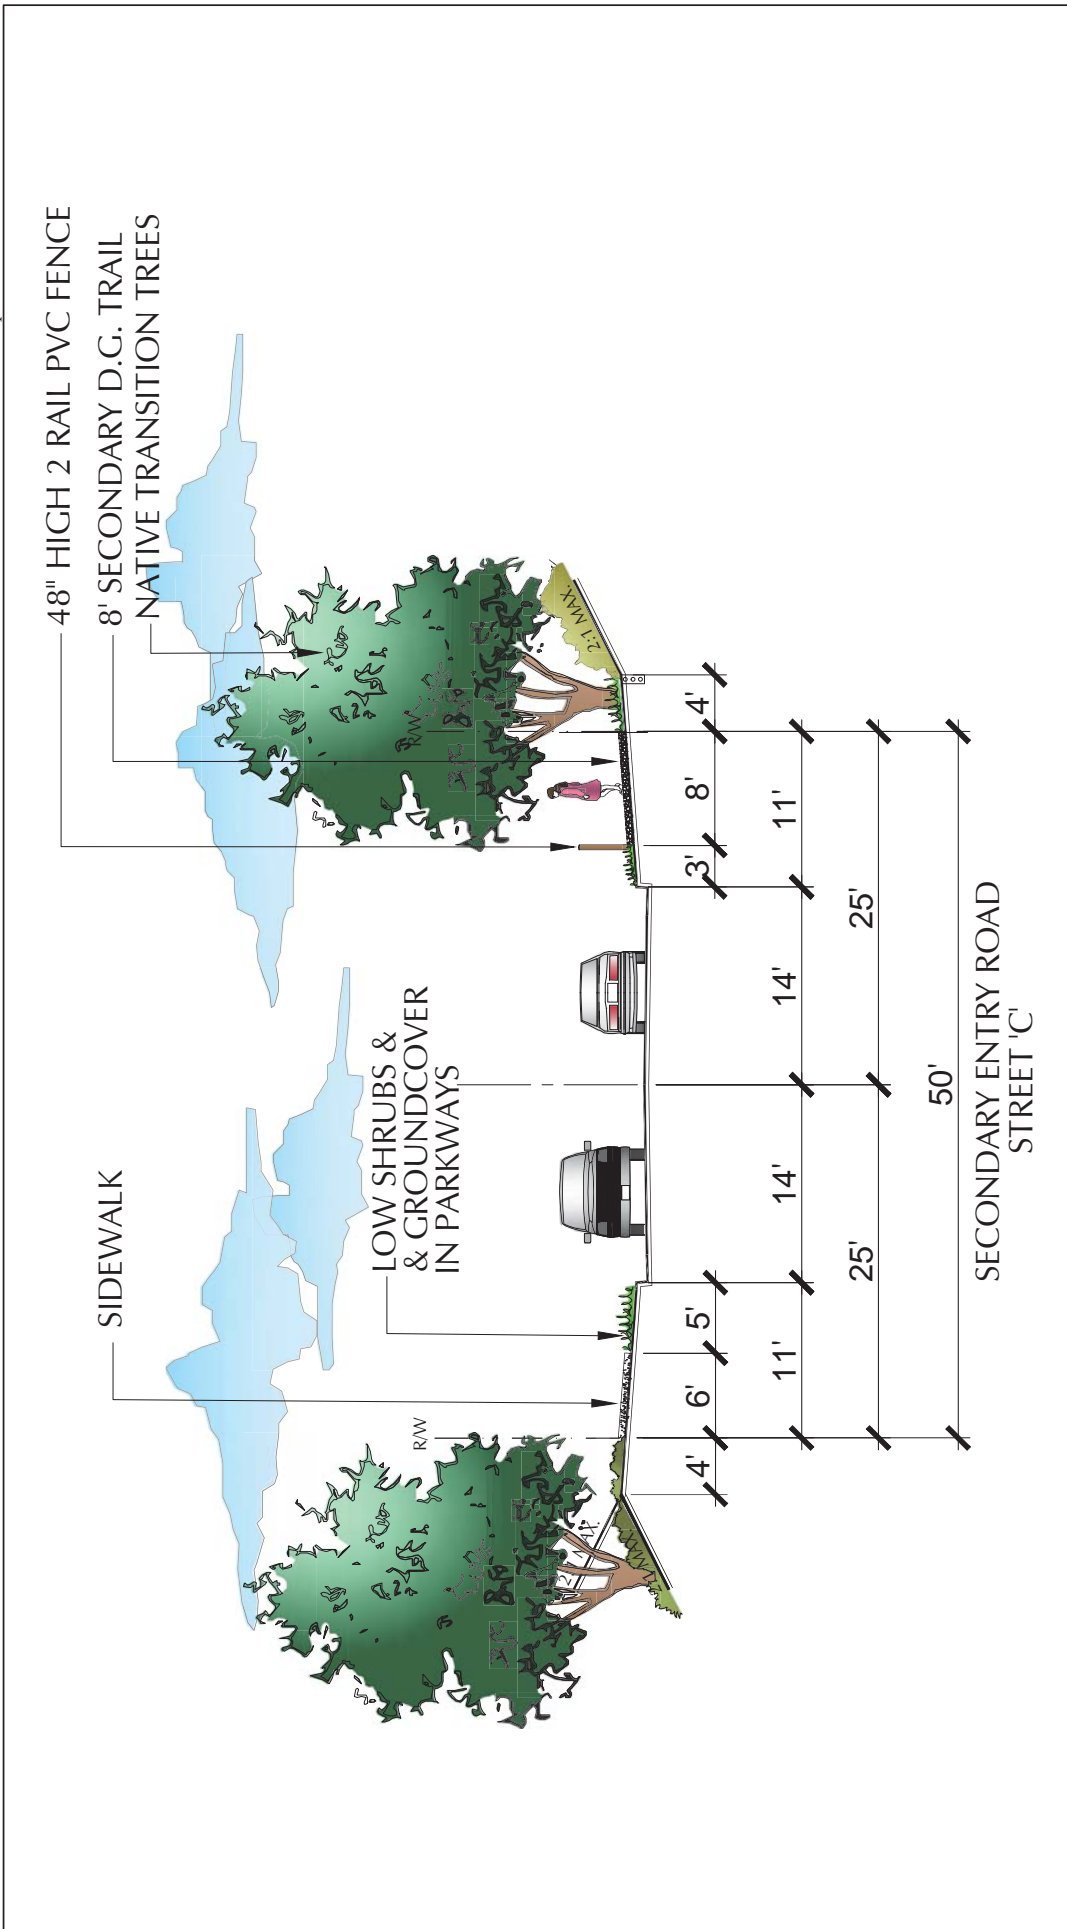 SIDEWALK
48" HIGH 2 RAIL PVC FENCE
8' SECONDARY D.G. TRAIL
NATIVE TRANSITION TREES
LOW SHRUBS &
& GROUNDCOVER
IN PARKWAYS
R/W
R/W
2:1 MAX.
MAX.
4'
6'
5'
3'
8'
4'
11'
14'
14'
11'
25'
25'
50'
SECONDARY ENTRY ROAD
STREET 'C'